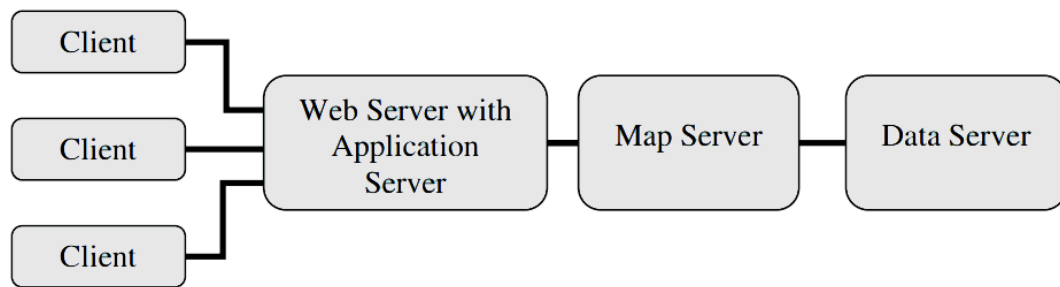 Client
Client
Client
Web Server with
Application
Server
Map Server
Data Server